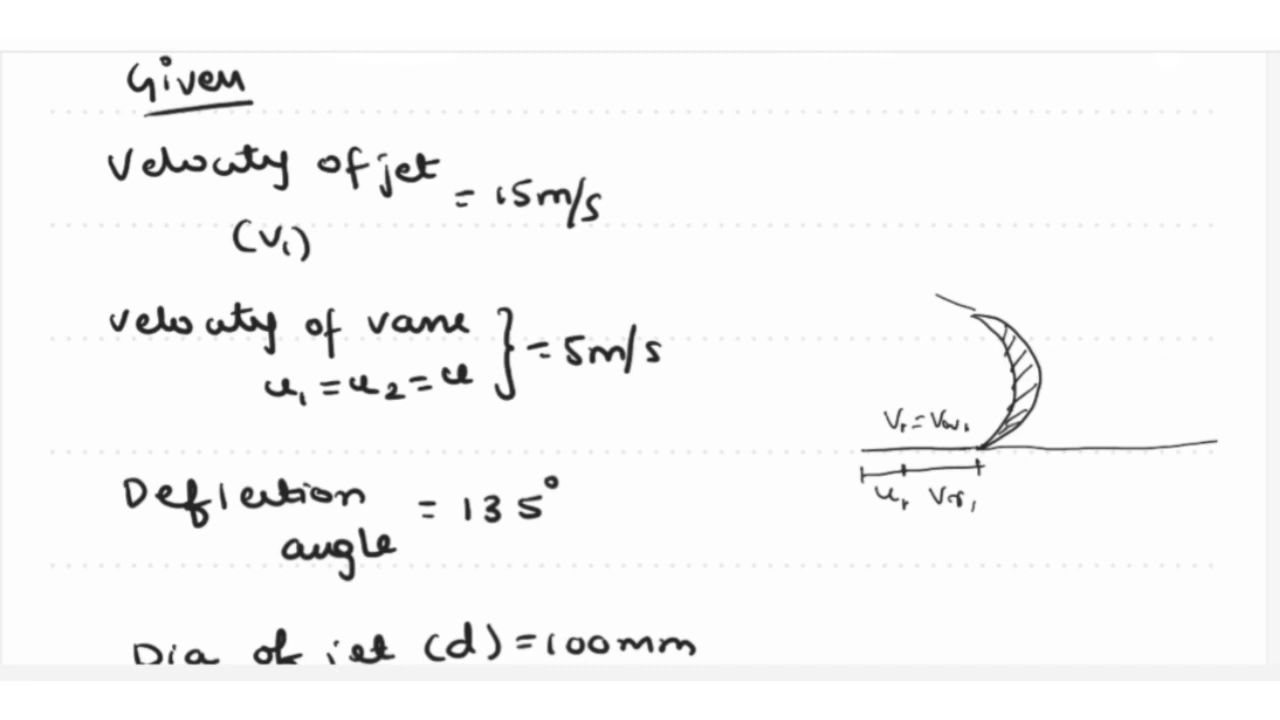 Given
Velocity of jet = 15m/s
(V₁)
velocity of vane } = 5m/s
u₁ = u₂ = u
Deflection = 135°
angle
Dia of jet (d) = 100mm
V₁ = Vw₁
u₁ Vr₁